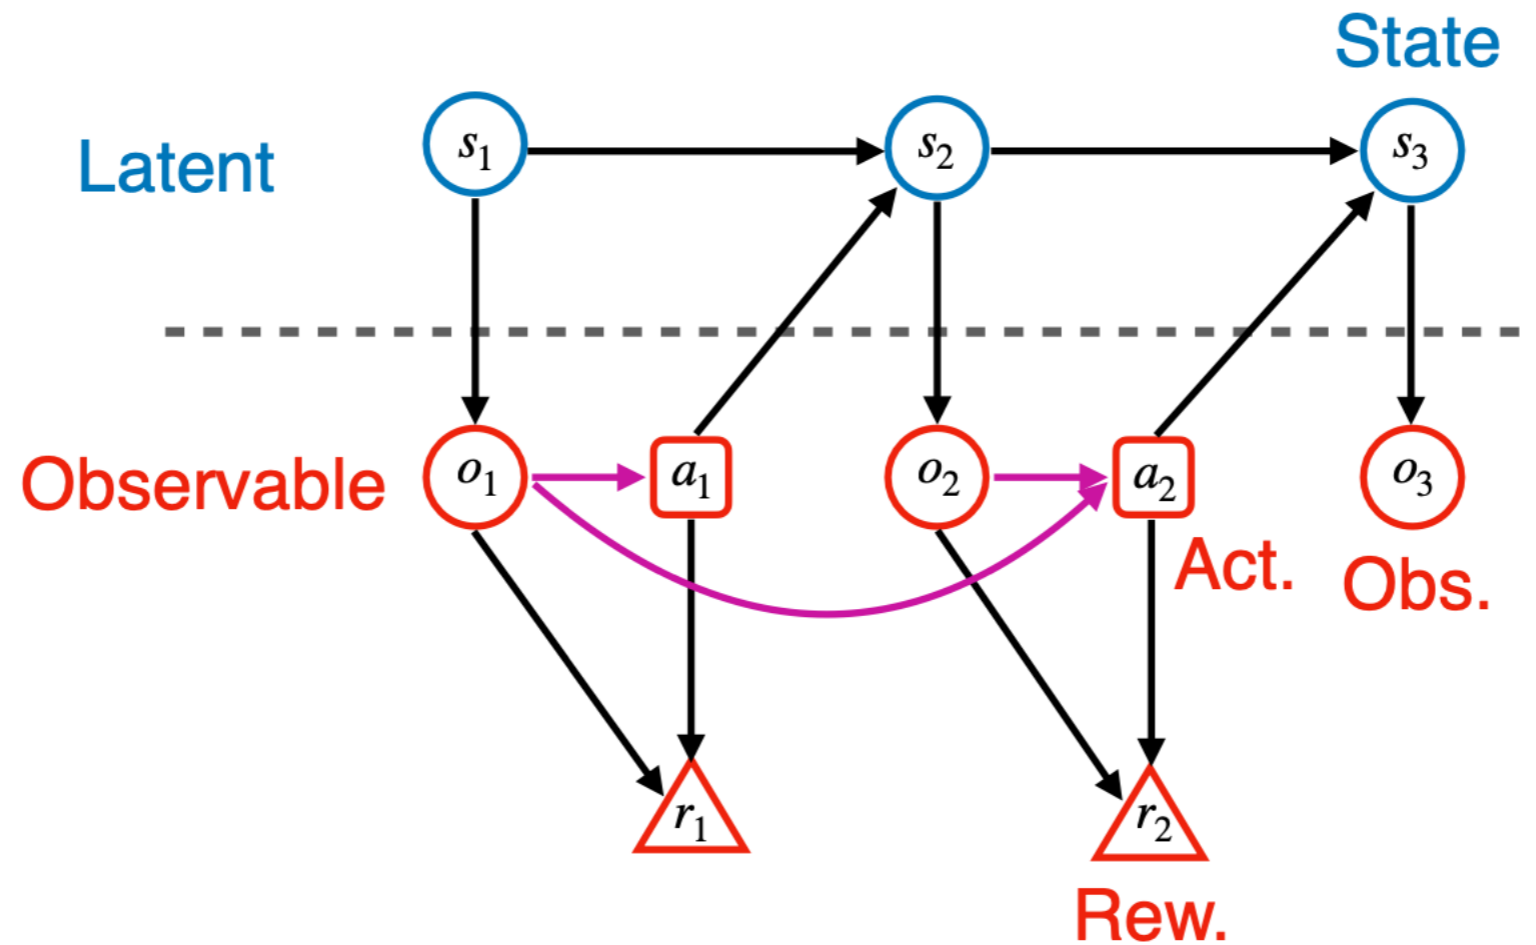 State
Latent
s1
s2
s3
Observable
o1
a1
o2
a2
o3
Act.
Obs.
r1
r2
Rew.